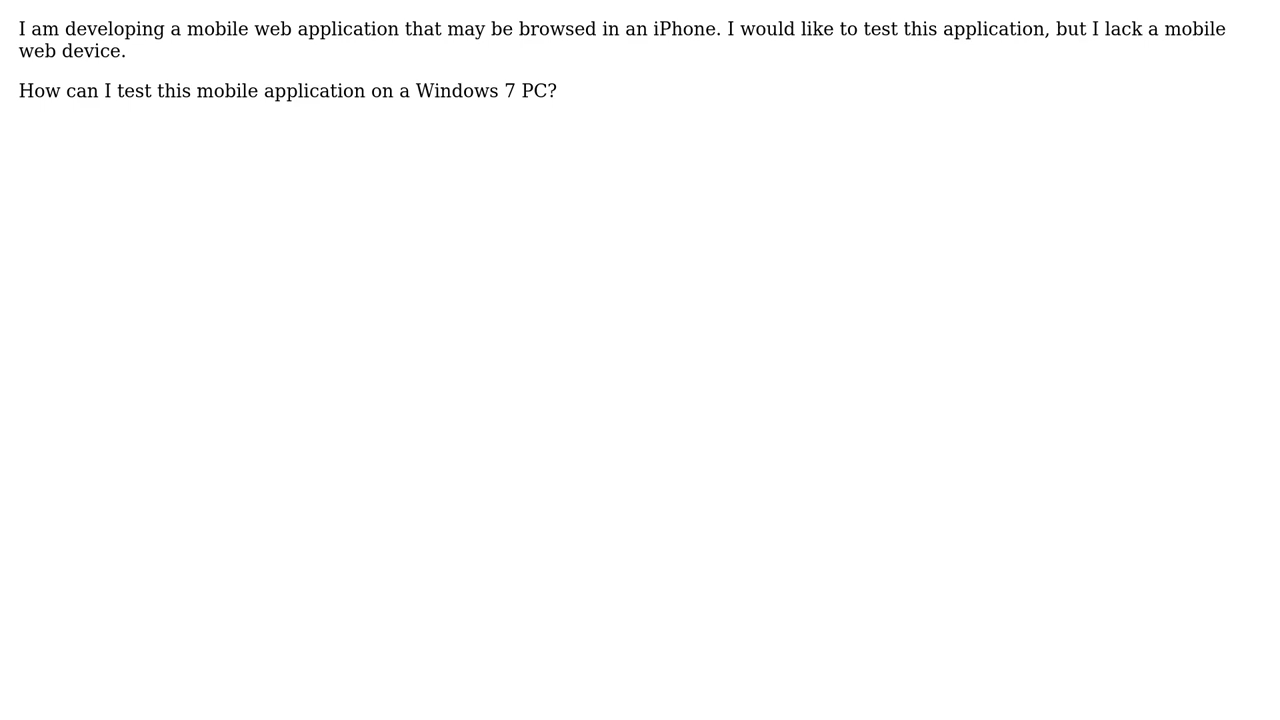 I am developing a mobile web application that may be browsed in an iPhone. I would like to test this application, but I lack a mobile
web device.
How can I test this mobile application on a Windows 7 PC?